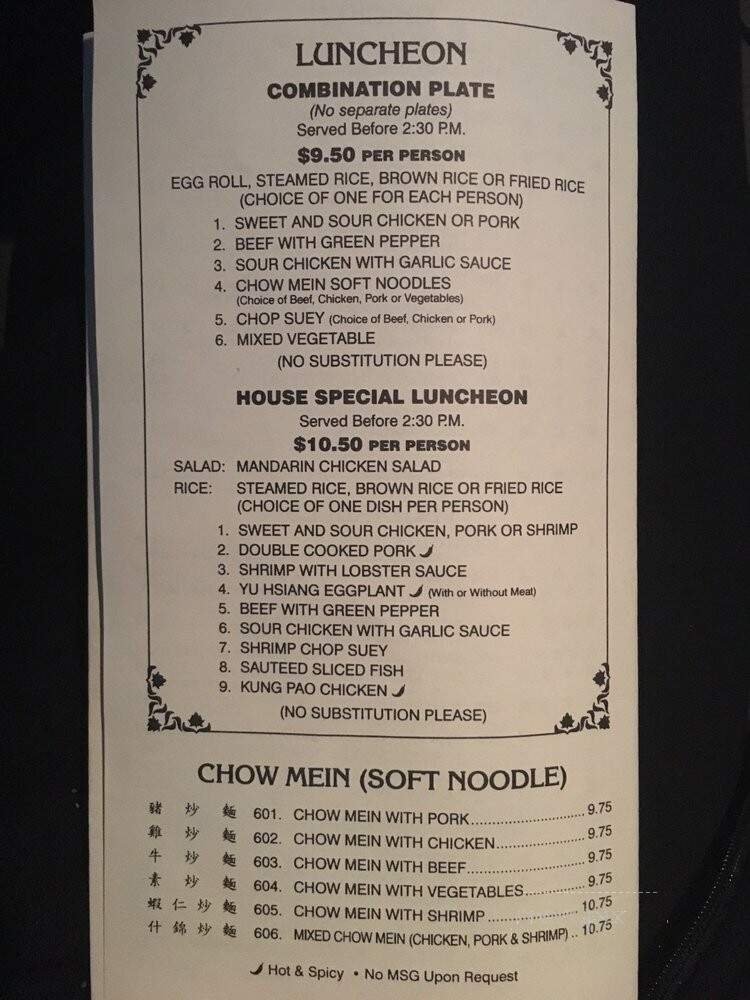 LUNCHEON
COMBINATION PLATE
(No separate plates)
Served Before 2:30 P.M.
$9.50 PER PERSON
EGG ROLL, STEAMED RICE, BROWN RICE OR FRIED RICE
(CHOICE OF ONE FOR EACH PERSON)
1. SWEET AND SOUR CHICKEN OR PORK
2. BEEF WITH GREEN PEPPER
3. SOUR CHICKEN WITH GARLIC SAUCE
4. CHOW MEIN SOFT NOODLES
(Choice of Beef, Chicken, Pork or Vegetables)
5. CHOP SUEY (Choice of Beef, Chicken or Pork)
6. MIXED VEGETABLE
(NO SUBSTITUTION PLEASE)
HOUSE SPECIAL LUNCHEON
Served Before 2:30 P.M.
$10.50 PER PERSON
SALAD: MANDARIN CHICKEN SALAD
RICE: STEAMED RICE, BROWN RICE OR FRIED RICE
(CHOICE OF ONE DISH PER PERSON)
1. SWEET AND SOUR CHICKEN, PORK OR SHRIMP
2. DOUBLE COOKED PORK
3. SHRIMP WITH LOBSTER SAUCE
4. YU HSIANG EGGPLANT (With or Without Meat)
5. BEEF WITH GREEN PEPPER
6. SOUR CHICKEN WITH GARLIC SAUCE
7. SHRIMP CHOP SUEY
8. SAUTEED SLICED FISH
9. KUNG PAO CHICKEN
(NO SUBSTITUTION PLEASE)
CHOW MEIN (SOFT NOODLE)
豬炒麵 601. CHOW MEIN WITH PORK............................. 9.75
雞炒麵 602. CHOW MEIN WITH CHICKEN....................... 9.75
牛炒麵 603. CHOW MEIN WITH BEEF.............................. 9.75
素炒麵 604. CHOW MEIN WITH VEGETABLES............... 9.75
蝦仁炒麵 605. CHOW MEIN WITH SHRIMP....................... 10.75
什錦炒麵 606. MIXED CHOW MEIN (CHICKEN, PORK & SHRIMP) .. 10.75
Hot & Spicy • No MSG Upon Request